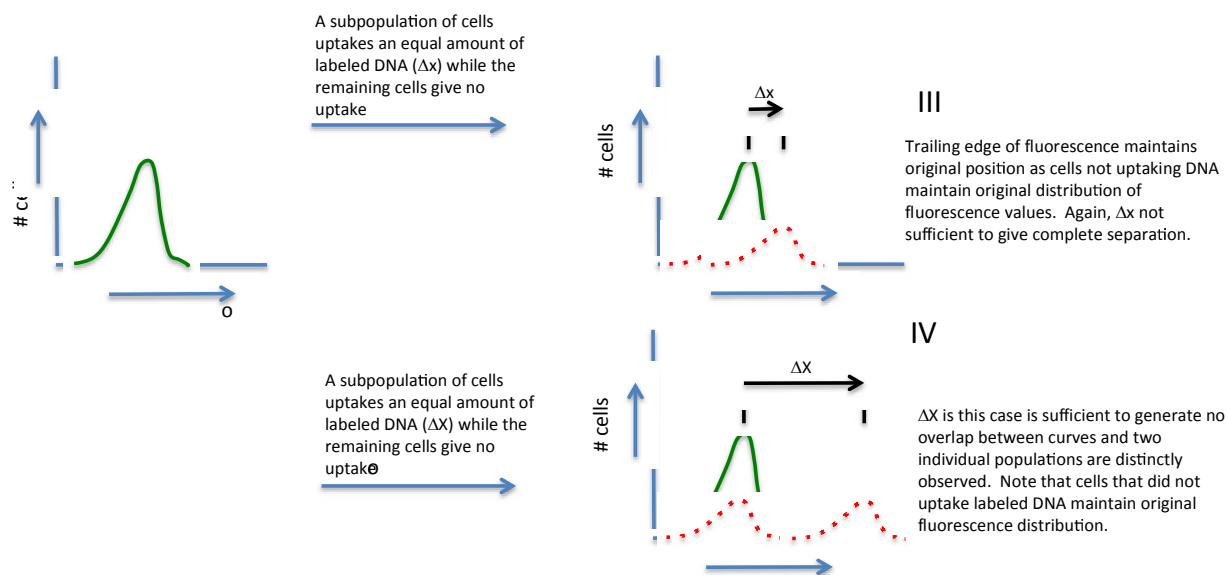 A subpopulation of cells
uptakes an equal amount of
labeled DNA (Δx) while the
remaining cells give no
uptake
# ce
o
Δx
# cells
III
Trailing edge of fluorescence maintains
original position as cells not uptaking DNA
maintain original distribution of
fluorescence values. Again, Δx not
sufficient to give complete separation.
A subpopulation of cells
uptakes an equal amount of
labeled DNA (ΔX) while the
remaining cells give no
uptake
ΔX
# cells
IV
ΔX is this case is sufficient to generate no
overlap between curves and two
individual populations are distinctly
observed. Note that cells that did not
uptake labeled DNA maintain original
fluorescence distribution.